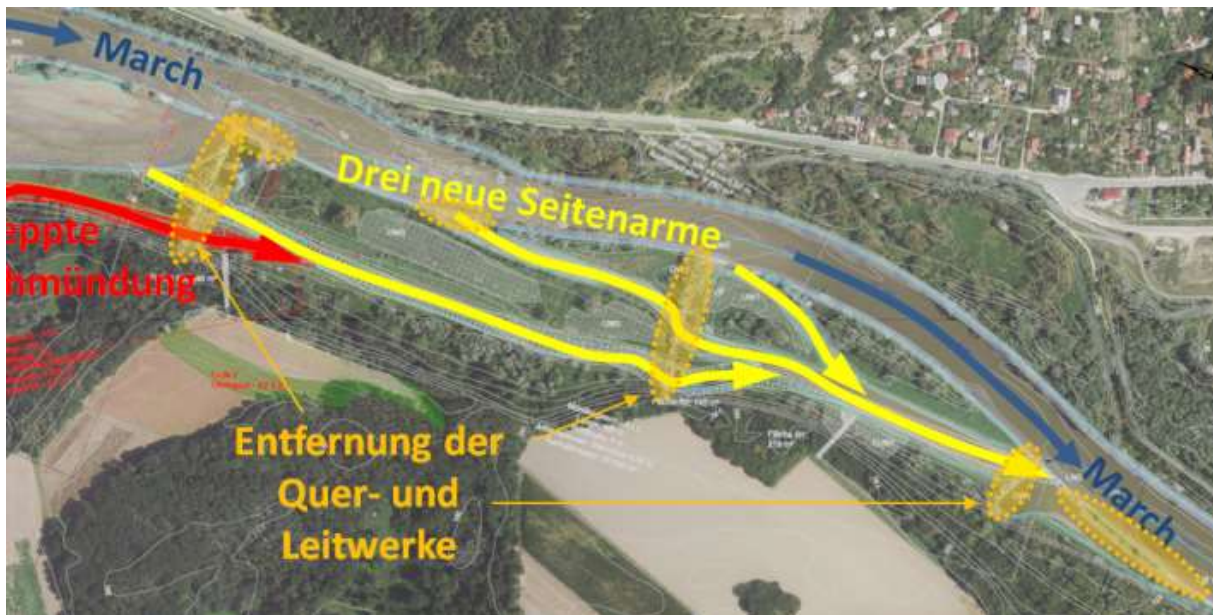 March
Drei neue Seitenarme
eppte
hmündung
Entfernung der
Quer- und
Leitwerke
March